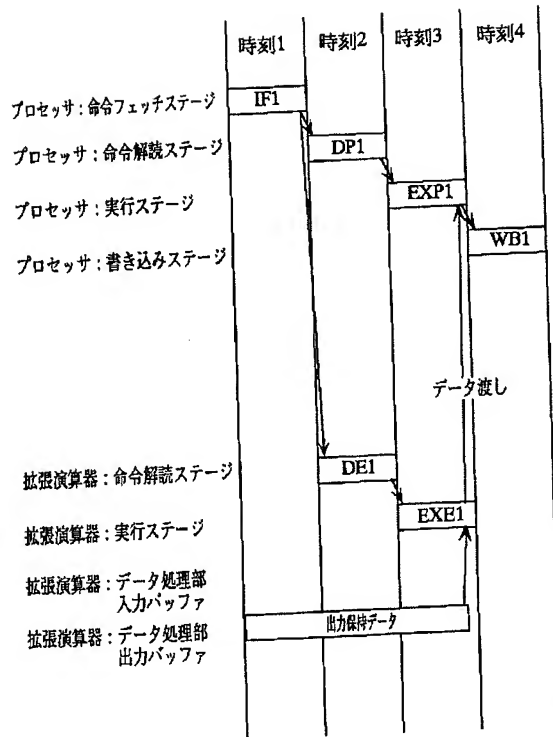 時刻1 時刻2 時刻3 時刻4
プロセッサ：命令フェッチステージ IF1
プロセッサ：命令解読ステージ DP1
プロセッサ：実行ステージ EXP1
プロセッサ：書き込みステージ WB1
データ渡し
拡張演算器：命令解読ステージ DE1
拡張演算器：実行ステージ EXE1
拡張演算器：データ処理部
入力バッファ
拡張演算器：データ処理部 出力保持データ
出力バッファ